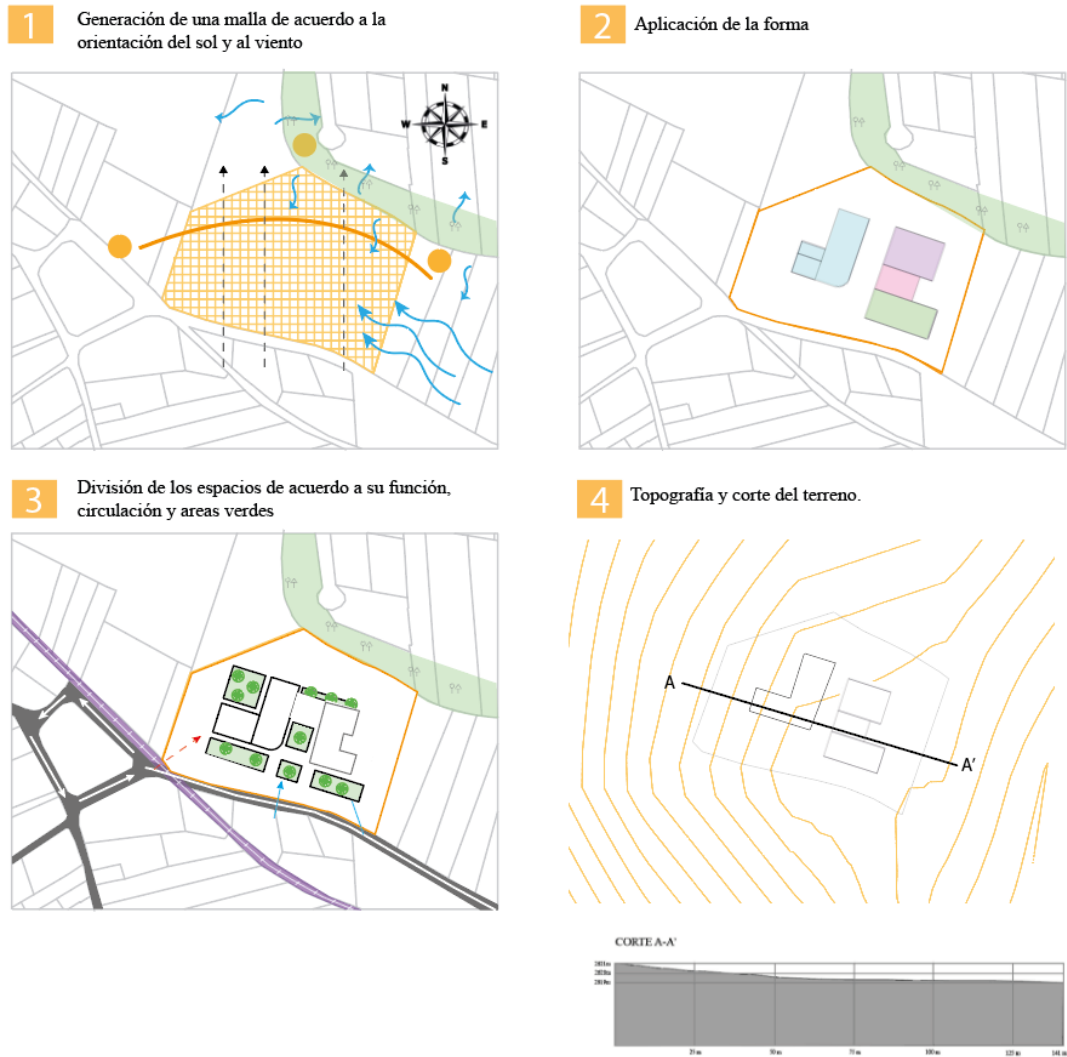 1
Generación de una malla de acuerdo a la
orientación del sol y al viento
N
W
E
S
2
Aplicación de la forma
3
División de los espacios de acuerdo a su función,
circulación y areas verdes
4
Topografía y corte del terreno.
A
A'
CORTE A-A'
25 m
50 m
75 m
100 m
125 m